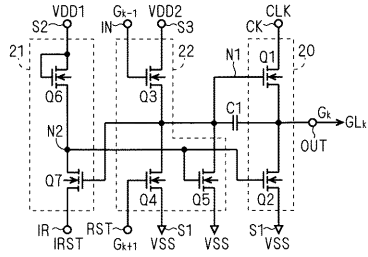 VDD1 Gk-1 VDD2 CLK
S2 IN S3 CK
21 22 N1 Q1 20
Q6 Q3
N2 C1 Gk GLk
OUT
Q7 Q4 Q5 Q2
IR RST S1 S1
IRST Gk+1 VSS VSS VSS